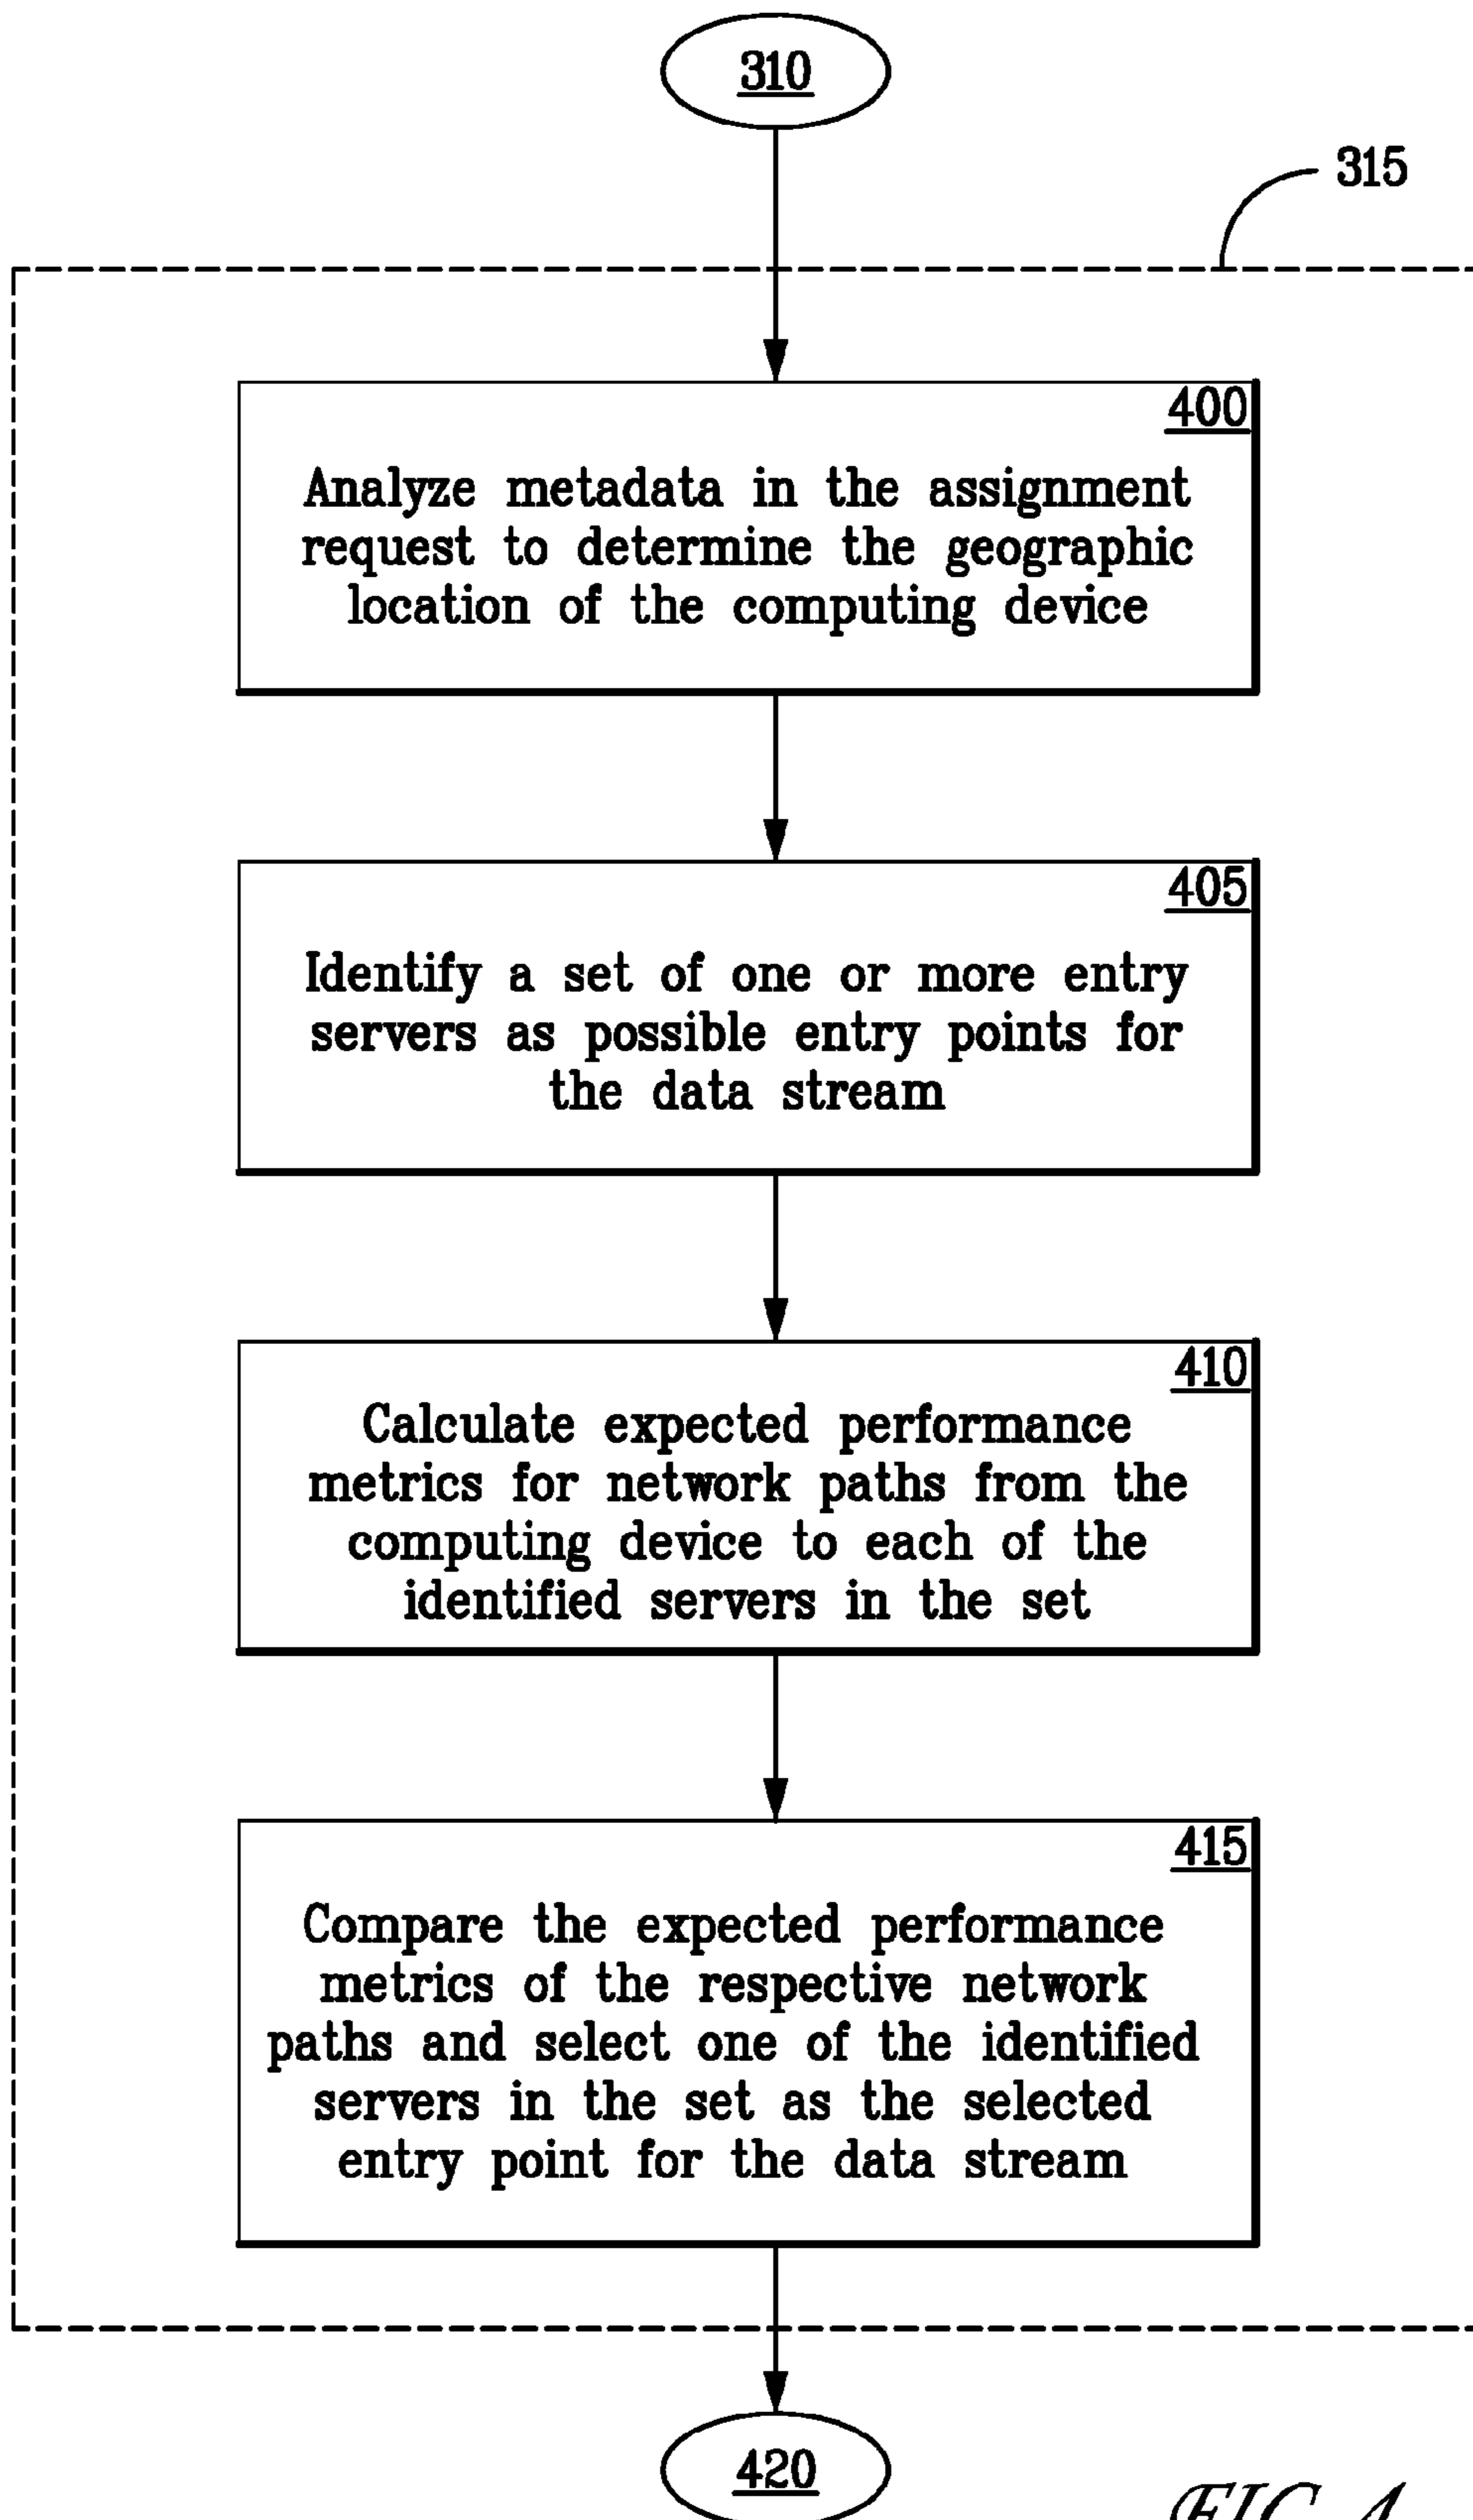 310
315
400
Analyze metadata in the assignment
request to determine the geographic
location of the computing device
405
Identify a set of one or more entry
servers as possible entry points for
the data stream
410
Calculate expected performance
metrics for network paths from the
computing device to each of the
identified servers in the set
415
Compare the expected performance
metrics of the respective network
paths and select one of the identified
servers in the set as the selected
entry point for the data stream
420
FIG. 4